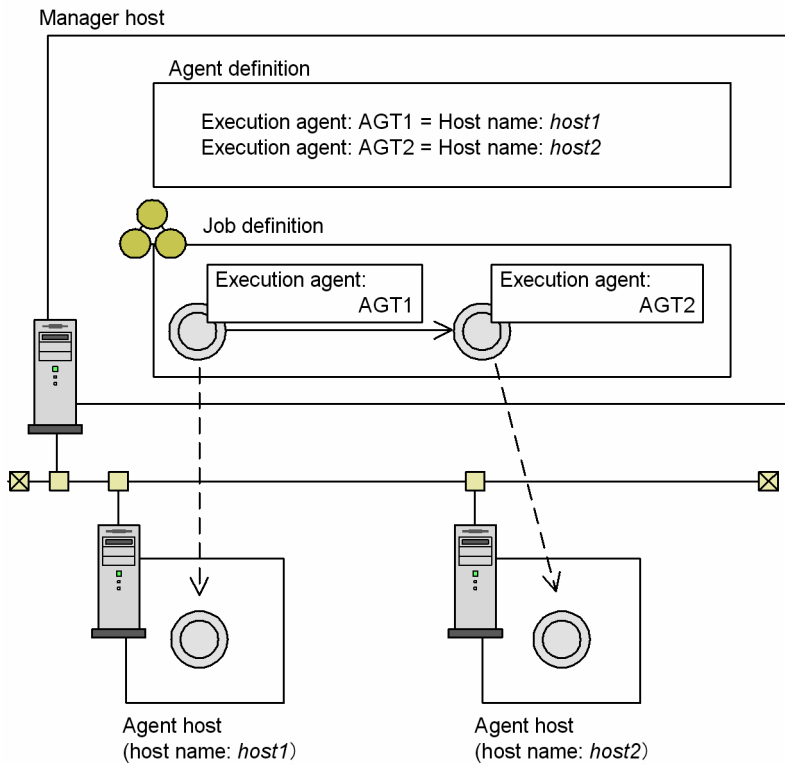 Manager host
Agent definition
Execution agent: AGT1 = Host name: host1
Execution agent: AGT2 = Host name: host2
Job definition
Execution agent:
AGT1
Execution agent:
AGT2
Agent host
(host name: host1)
Agent host
(host name: host2)